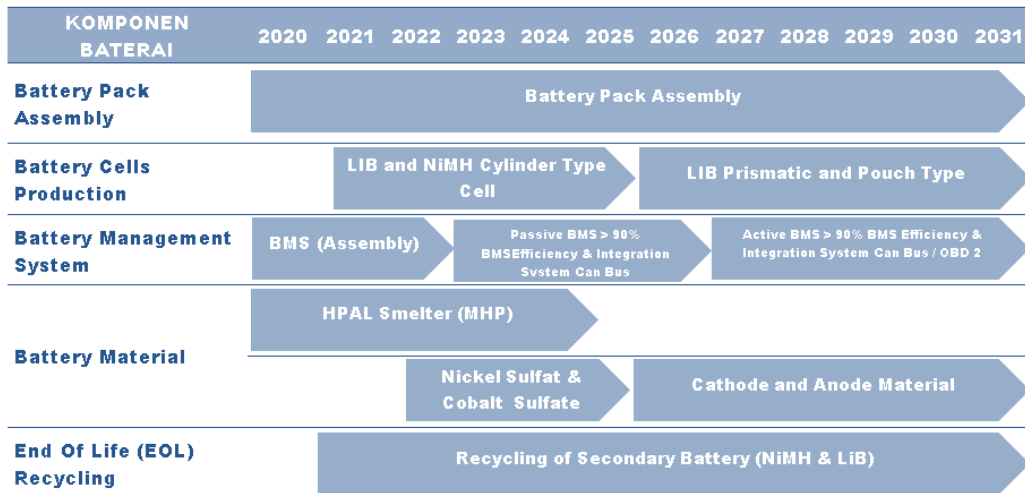 KOMPONEN
BATERAI
2020 2021 2022 2023 2024 2025 2026 2027 2028 2029 2030 2031
Battery Pack
Assembly
Battery Pack Assembly
Battery Cells
Production
LIB and NiMH Cylinder Type
Cell
LIB Prismatic and Pouch Type
Battery Management
System
BMS (Assembly)
Passive BMS > 90%
BMSEfficiency & Integration
System Can Bus
Active BMS > 90% BMS Efficiency &
Integration System Can Bus / OBD 2
Battery Material
HPAL Smelter (MHP)
Nickel Sulfat &
Cobalt Sulfate
Cathode and Anode Material
End Of Life (EOL)
Recycling
Recycling of Secondary Battery (NiMH & LiB)